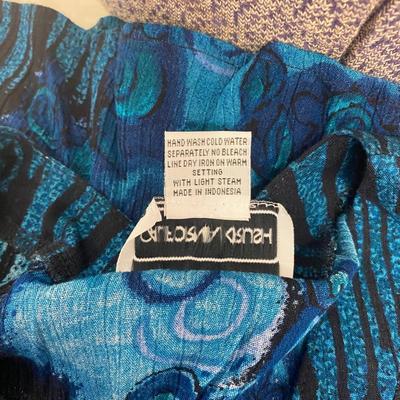 HAND WASH COLD WATER
SEPARATELY NO BLEACH
LINE DRY IRON ON WARM
SETTING
WITH LIGHT STEAM
MADE IN INDONESIA